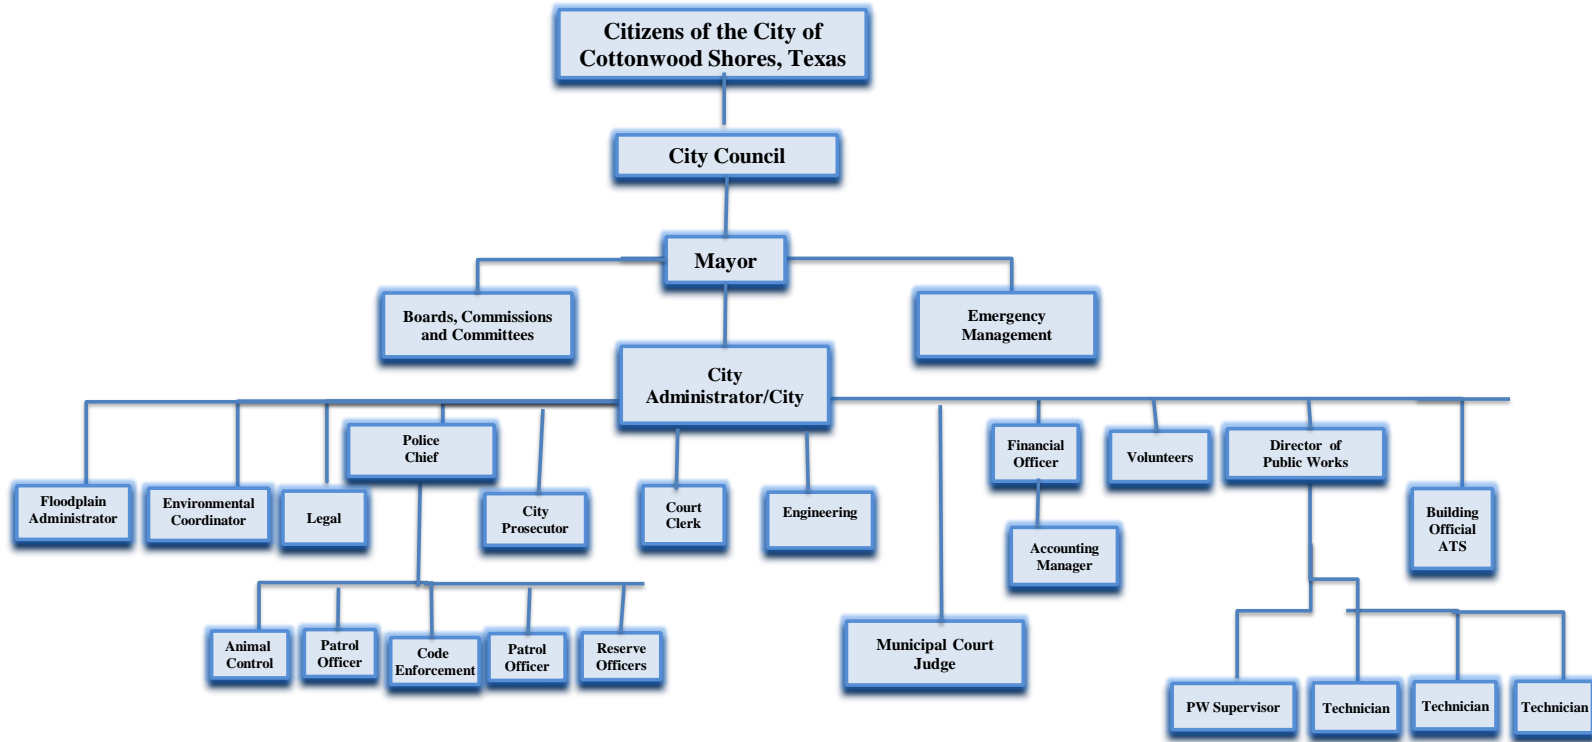 Citizens of the City of
Cottonwood Shores, Texas
City Council
Mayor
Boards, Commissions
and Committees
Emergency
Management
City
Administrator/City
Police
Chief
Financial
Officer
Volunteers
Director of
Public Works
Floodplain
Administrator
Environmental
Coordinator
Legal
City
Prosecutor
Court
Clerk
Engineering
Building
Official
ATS
Accounting
Manager
Animal
Control
Patrol
Officer
Code
Enforcement
Patrol
Officer
Reserve
Officers
Municipal Court
Judge
PW Supervisor
Technician
Technician
Technician